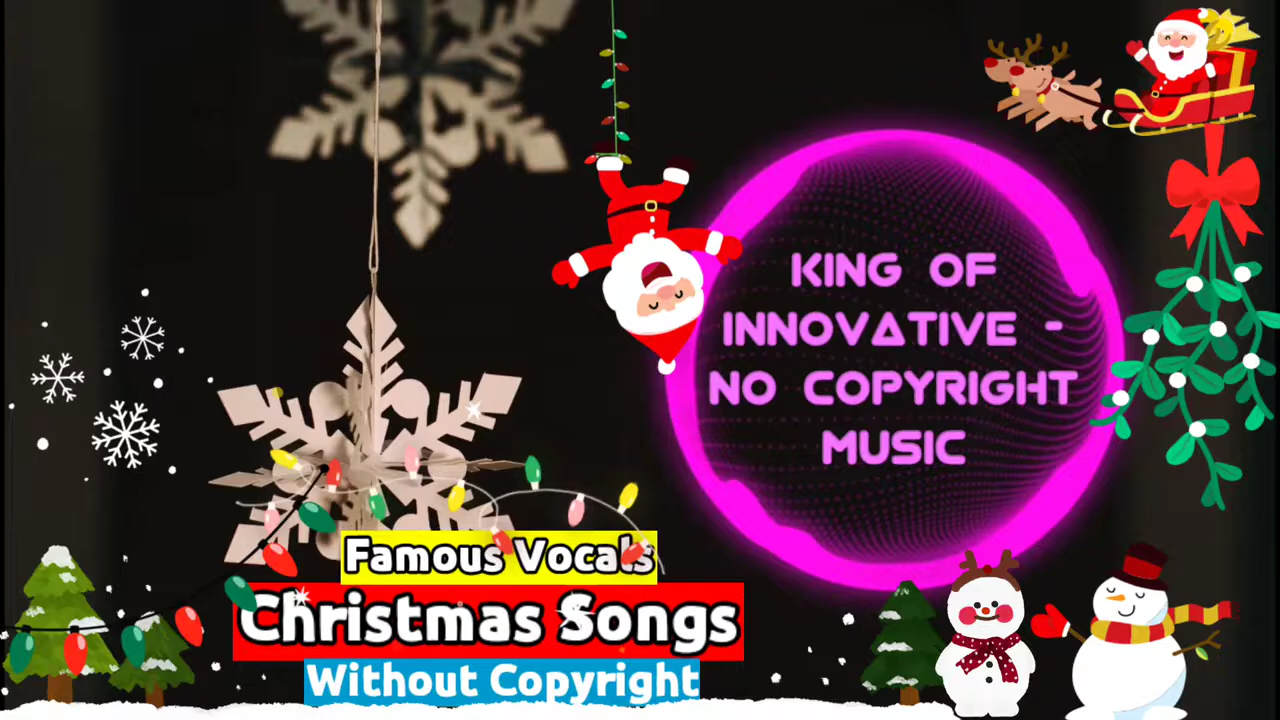 KING OF
INNOVATIVE -
NO COPYRIGHT
MUSIC
Famous Vocals
Christmas Songs
Without Copyright